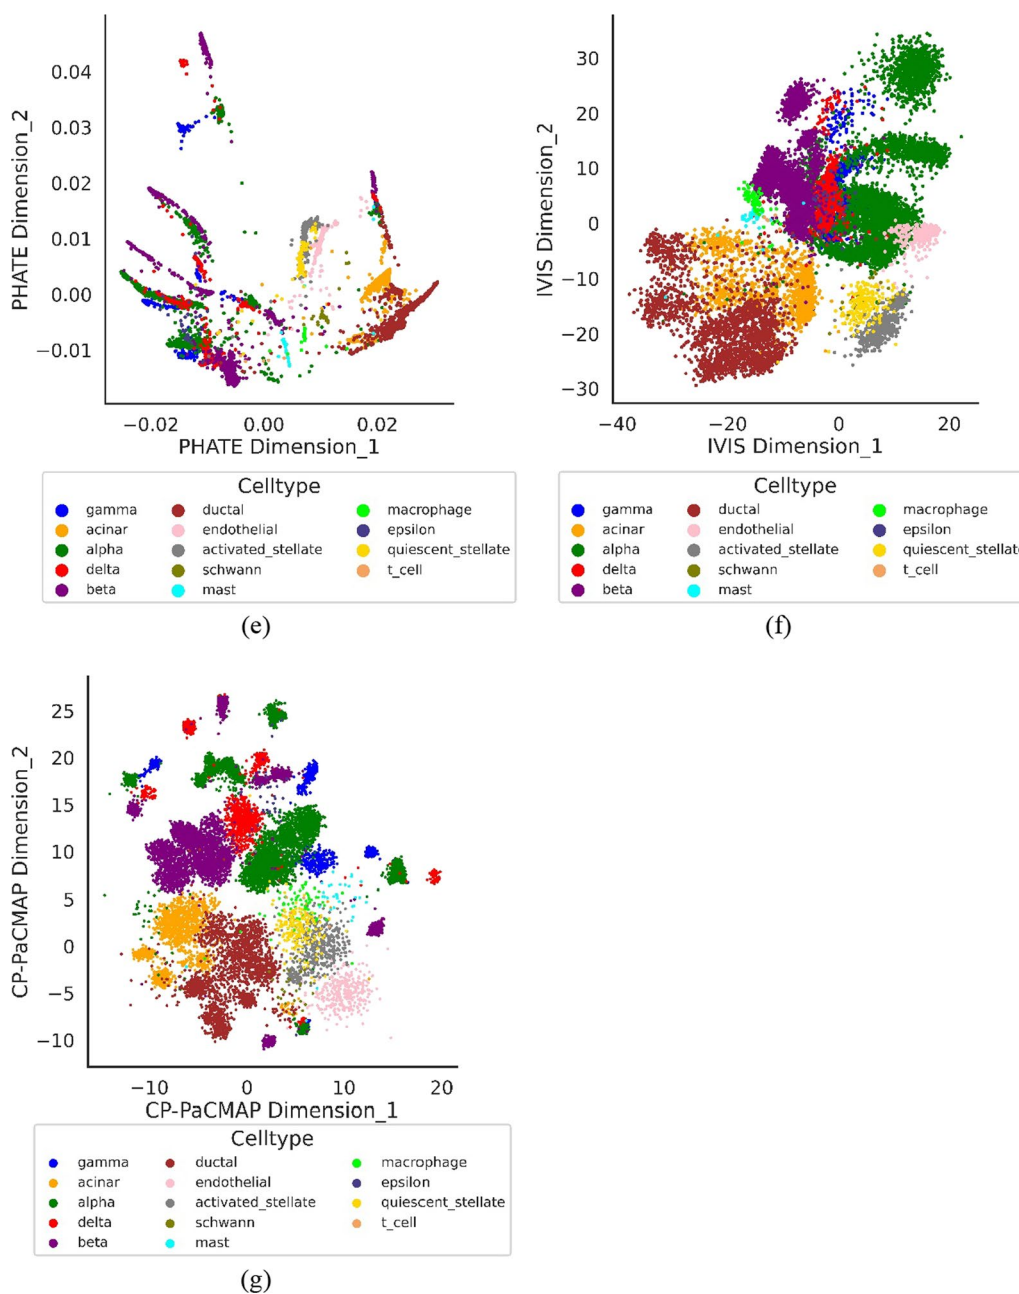 0.04
0.03
0.02
0.01
0.00
−0.01
PHATE Dimension_2
−0.02 0.00 0.02
PHATE Dimension_1
Celltype
gamma ductal macrophage
acinar endothelial epsilon
alpha activated_stellate quiescent_stellate
delta schwann t_cell
beta mast
(e)
30
20
10
0
−10
−20
−30
IVIS Dimension_2
−40 −20 0 20
IVIS Dimension_1
Celltype
gamma ductal macrophage
acinar endothelial epsilon
alpha activated_stellate quiescent_stellate
delta schwann t_cell
beta mast
(f)
25
20
15
10
5
0
−5
−10
CP-PaCMAP Dimension_2
−10 0 10 20
CP-PaCMAP Dimension_1
Celltype
gamma ductal macrophage
acinar endothelial epsilon
alpha activated_stellate quiescent_stellate
delta schwann t_cell
beta mast
(g)